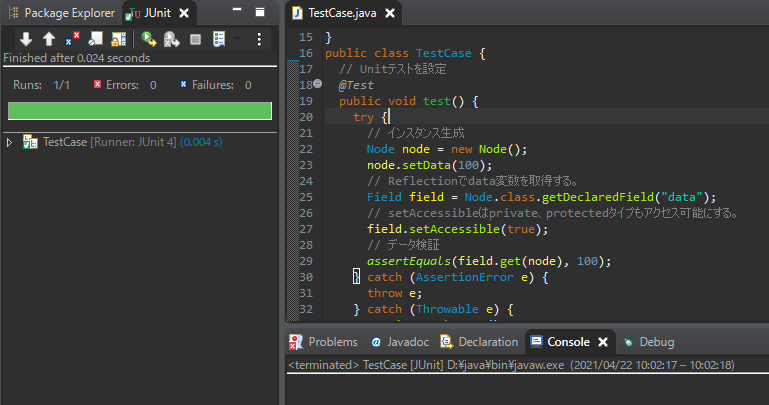 Package Explorer JUnit
Finished after 0.024 seconds
Runs: 1/1 Errors: 0 Failures: 0
TestCase [Runner: JUnit 4] (0.004 s)
TestCase.java
15 }
16 public class TestCase {
17 // Unitテストを設定
18 @Test
19 public void test() {
20 try {
21 // インスタンス生成
22 Node node = new Node();
23 node.setData(100);
24 // Reflectionでdata変数を取得する。
25 Field field = Node.class.getDeclaredField("data");
26 // setAccessibleはprivate、protectedタイプもアクセス可能にする。
27 field.setAccessible(true);
28 // データ検証
29 assertEquals(field.get(node), 100);
30 } catch (AssertionError e) {
31 throw e;
32 } catch (Throwable e) {
Problems Javadoc Declaration Console Debug
<terminated> TestCase [JUnit] D:¥java¥bin¥javaw.exe (2021/04/22 10:02:17 – 10:02:18)